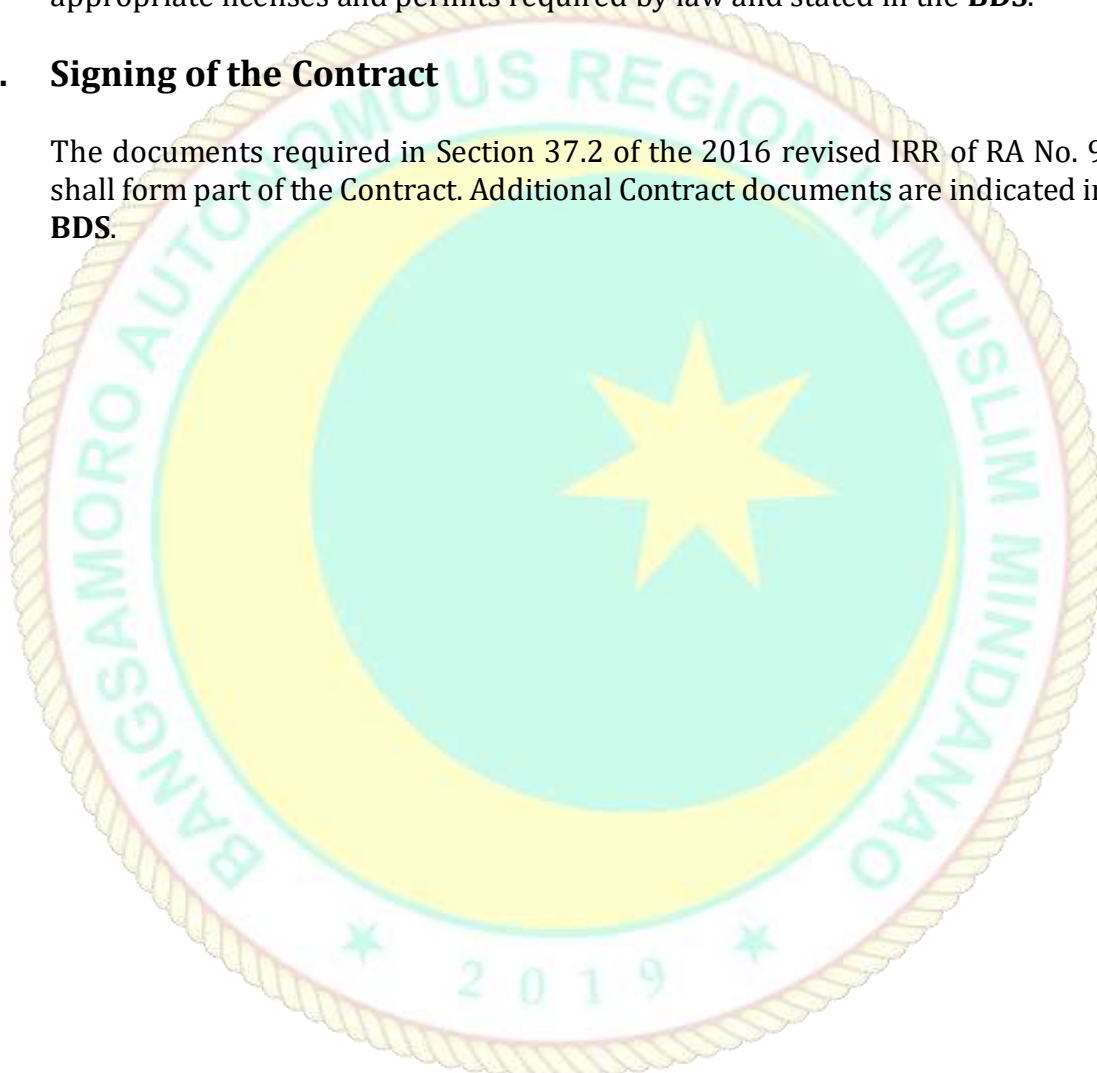 appropriate licenses and permits required by law and stated in the BDS.
. Signing of the Contract
The documents required in Section 37.2 of the 2016 revised IRR of RA No. 9
shall form part of the Contract. Additional Contract documents are indicated in
BDS.
BANGSAMORO AUTONOMOUS REGION IN MUSLIM MINDANAO
2019